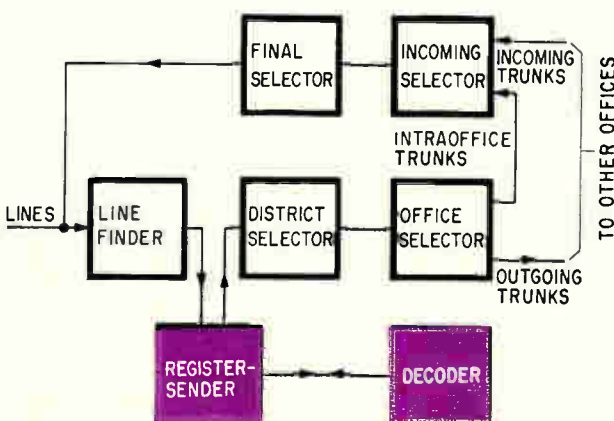 FINAL
SELECTOR
INCOMING
SELECTOR
INCOMING
TRUNKS
INTRAOFFICE
TRUNKS
TO OTHER OFFICES
LINES
LINE
FINDER
DISTRICT
SELECTOR
OFFICE
SELECTOR
OUTGOING
TRUNKS
REGISTER-
SENDER
DECODER